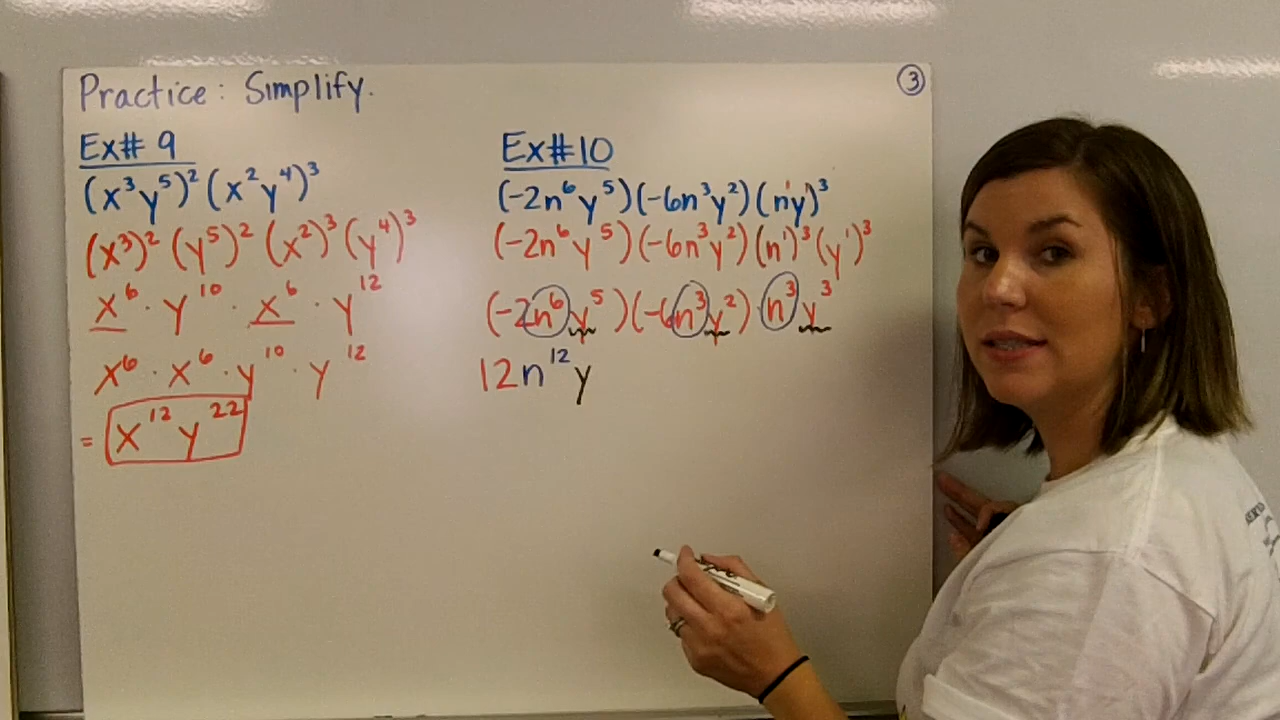 Practice: Simplify.
③
Ex# 9
(x³y⁵)² (x²y⁴)³
(x³)² (y⁵)² (x²)³ (y⁴)³
x⁶ · y¹⁰ · x⁶ · y¹²
x⁶ · x⁶ · y¹⁰ · y¹²
= x¹² y²²
Ex#10
(-2n⁶y⁵)(-6n³y²)(n¹y¹)³
(-2n⁶y⁵)(-6n³y²)(n¹)³(y¹)³
(-2n⁶y⁵)(-6n³y²) · n³y³
12n¹²y